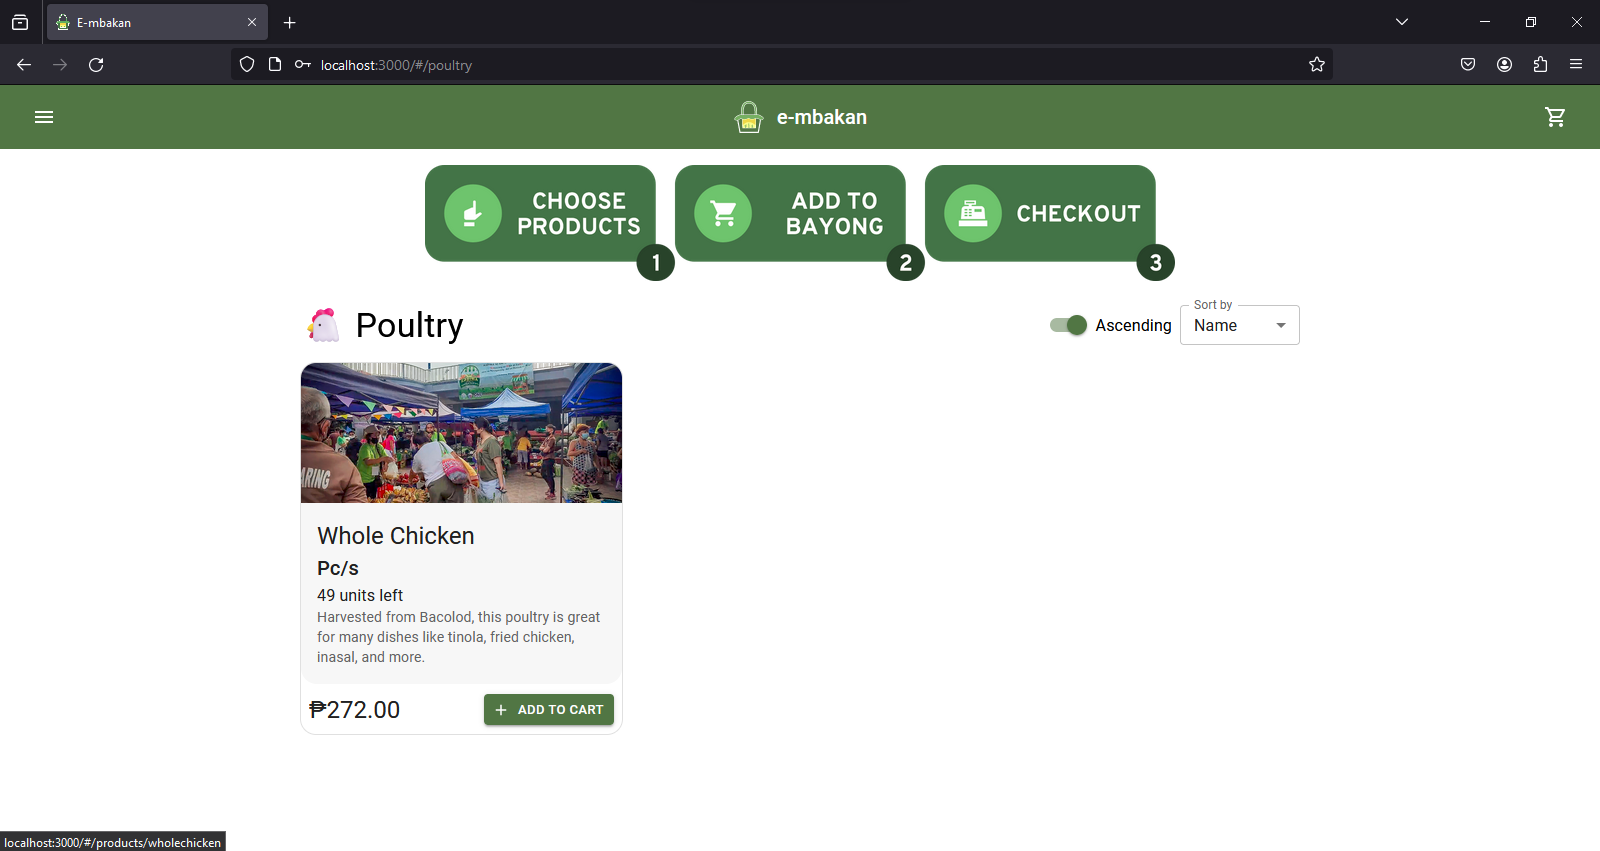 E-mbakan
localhost:3000/#/poultry
e-mbakan
CHOOSE
PRODUCTS
1
ADD TO
BAYONG
2
CHECKOUT
3
Poultry
Ascending
Sort by
Name
ARING
Whole Chicken
Pc/s
49 units left
Harvested from Bacolod, this poultry is great
for many dishes like tinola, fried chicken,
inasal, and more.
₱272.00
ADD TO CART
localhost:3000/#/products/wholechicken